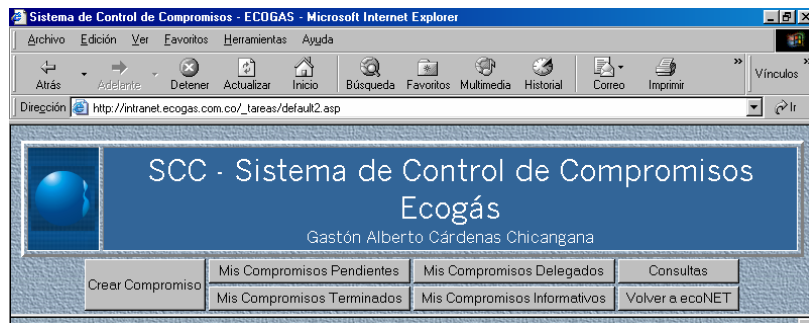 Sistema de Control de Compromisos - ECOGAS - Microsoft Internet Explorer
Archivo Edición Ver Favoritos Herramientas Ayuda
Atrás Adelante Detener Actualizar Inicio Búsqueda Favoritos Multimedia Historial Correo Imprimir » Vínculos »
Dirección http://intranet.ecogas.com.co/_tareas/default2.asp Ir
SCC - Sistema de Control de Compromisos
Ecogás
Gastón Alberto Cárdenas Chicangana
Crear Compromiso
Mis Compromisos Pendientes Mis Compromisos Delegados Consultas
Mis Compromisos Terminados Mis Compromisos Informativos Volver a ecoNET